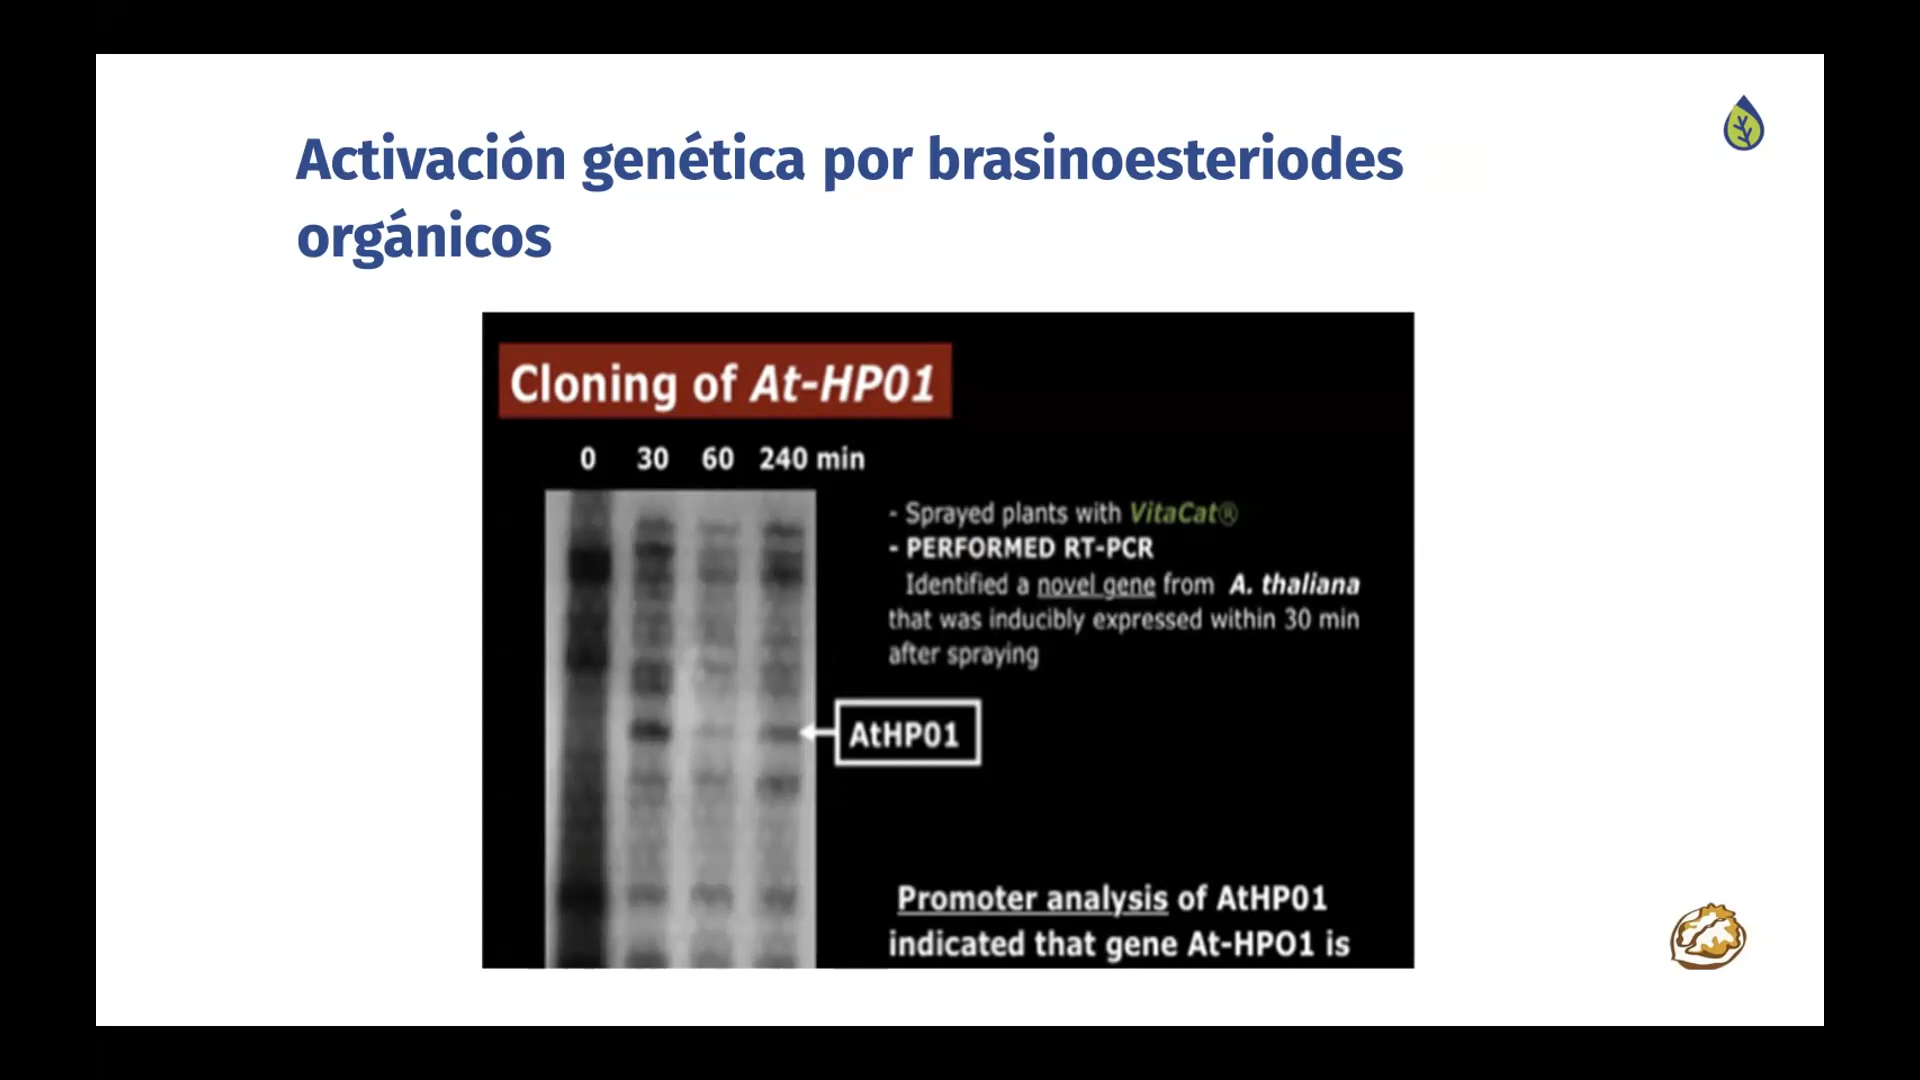 Activación genética por brasinoesteriodes
orgánicos
Cloning of At-HP01
0 30 60 240 min
- Sprayed plants with VitaCat®
- PERFORMED RT-PCR
Identified a novel gene from A. thaliana
that was inducibly expressed within 30 min
after spraying
AtHP01
Promoter analysis of AtHP01
indicated that gene At-HPO1 is